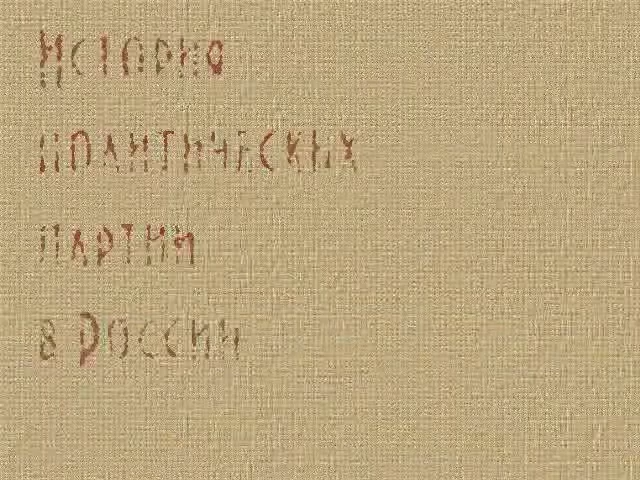 История
политических
партий
в России